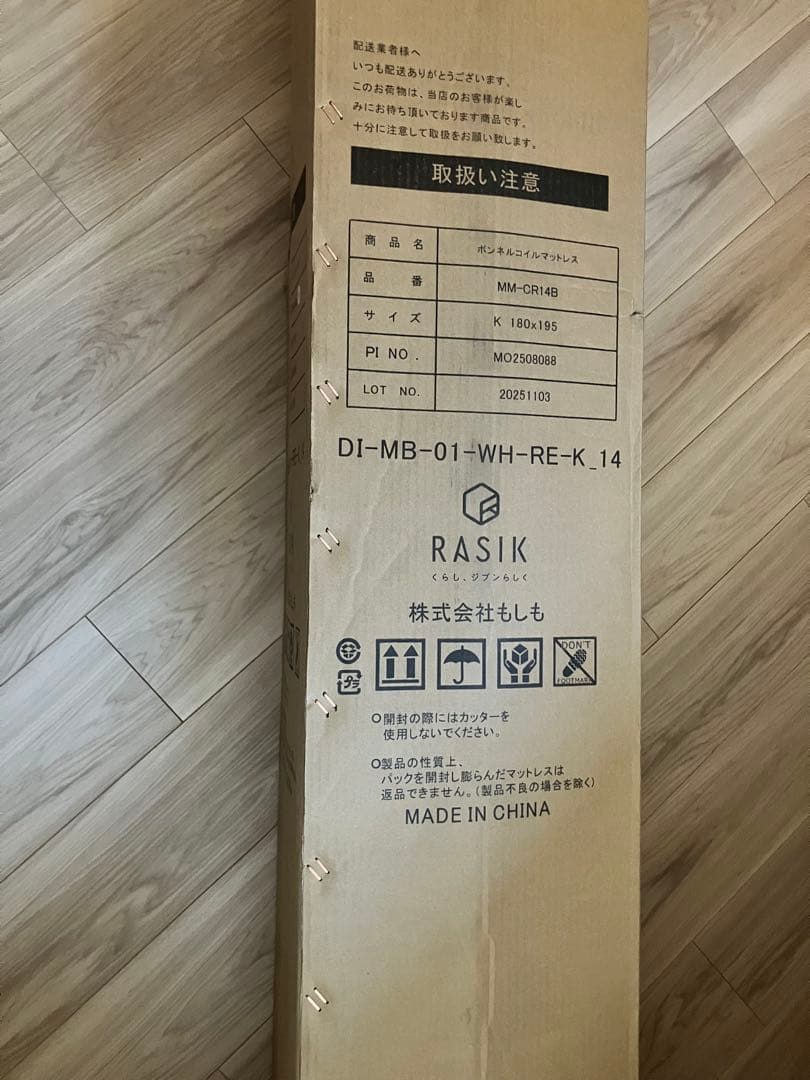 配送業者様へ
いつも配送ありがとうございます。
このお荷物は、当店のお客様が楽し
みにお待ち頂いております商品です。
十分に注意して取扱をお願い致します。
取扱い注意
商品名 ボンネルコイルマットレス
品番 MM-CR14B
サイズ K 180x195
PI NO. MO2508088
LOT NO. 20251103
DI-MB-01-WH-RE-K_14
RASIK
くらし、ジブンらしく
株式会社もしも
DON'T
FOOTMARK
プラ
○開封の際にはカッターを
使用しないでください。
○製品の性質上、
パックを開封し膨らんだマットレスは
返品できません。(製品不良の場合を除く)
MADE IN CHINA